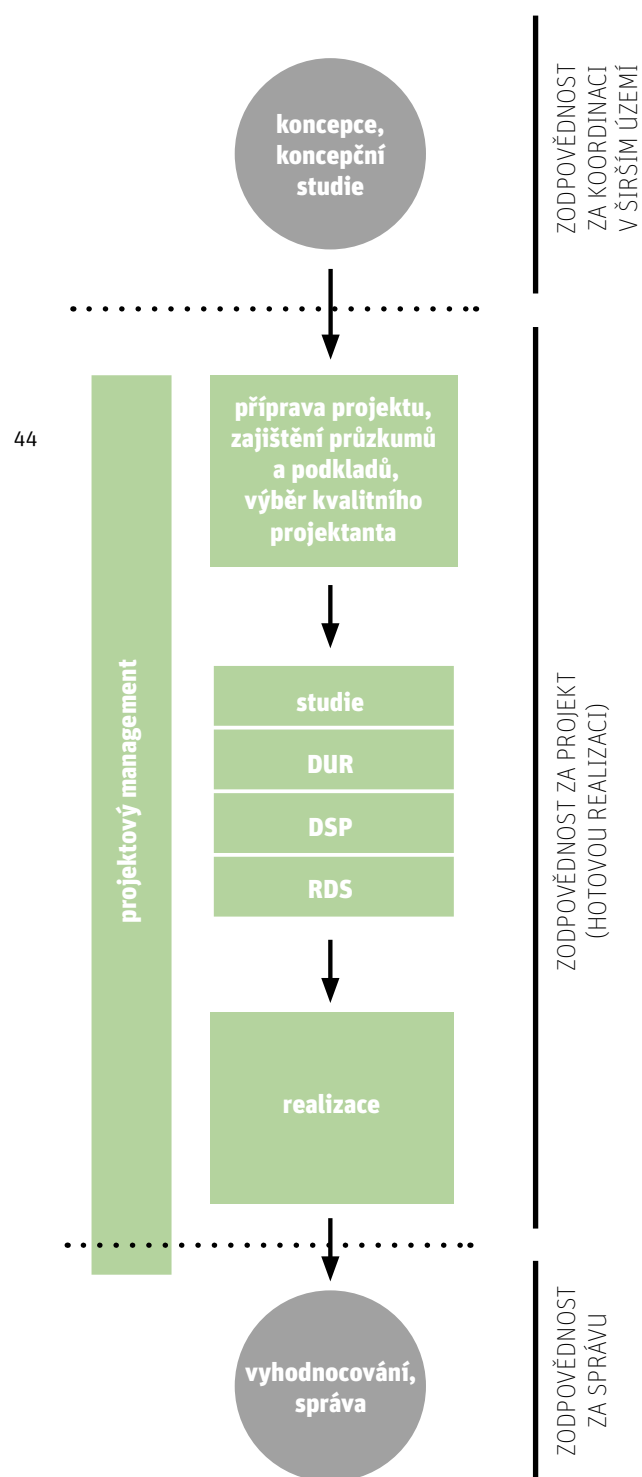 koncepce,
koncepční
studie
ZODPOVĚDNOST
ZA KOORDINACI
V ŠIRŠÍM ÚZEMÍ
44
příprava projektu,
zajištění průzkumů
a podkladů,
výběr kvalitního
projektanta
projektový management
studie
DUR
DSP
RDS
ZODPOVĚDNOST ZA PROJEKT
(HOTOVOU REALIZACI)
realizace
vyhodnocování,
správa
ZODPOVĚDNOST
ZA SPRÁVU